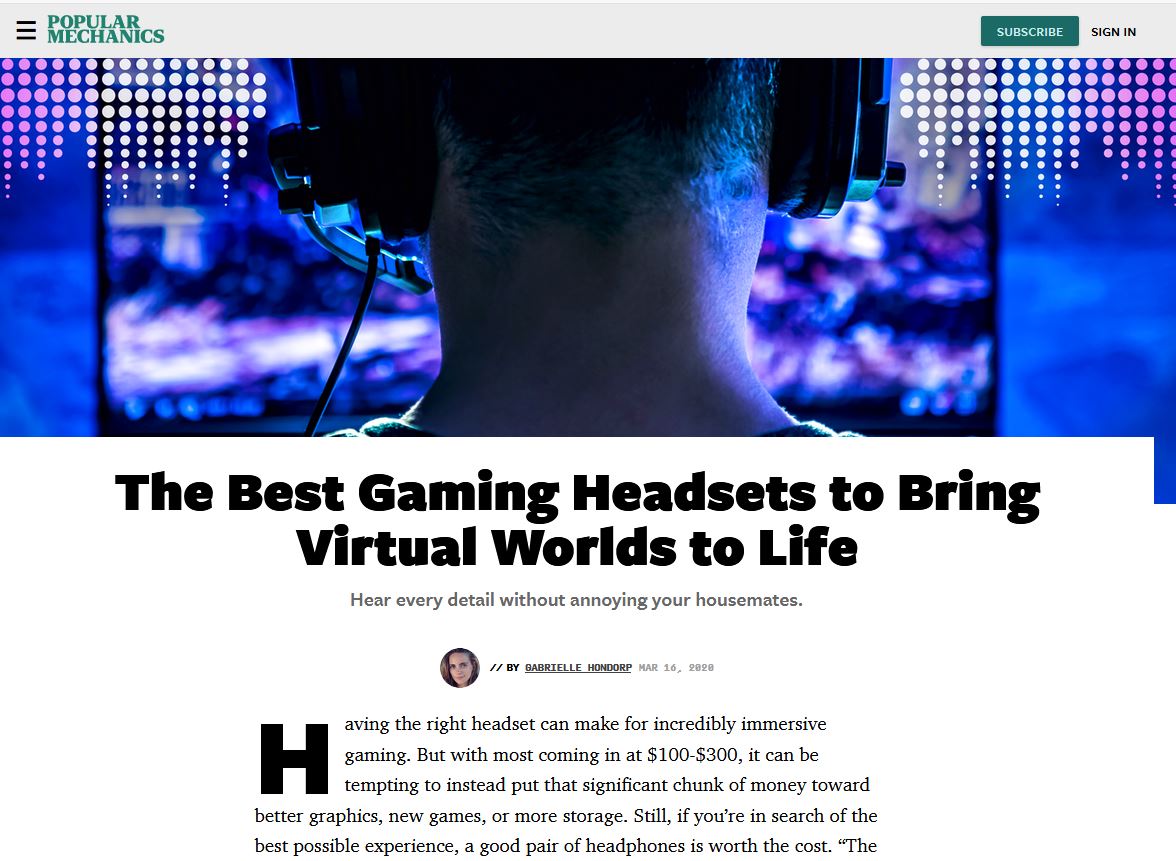 POPULAR
MECHANICS
SUBSCRIBE
SIGN IN
The Best Gaming Headsets to Bring
Virtual Worlds to Life
Hear every detail without annoying your housemates.
// BY GABRIELLE HONDORP MAR 16, 2020
Having the right headset can make for incredibly immersive
gaming. But with most coming in at $100-$300, it can be
tempting to instead put that significant chunk of money toward
better graphics, new games, or more storage. Still, if you’re in search of the
best possible experience, a good pair of headphones is worth the cost. “The